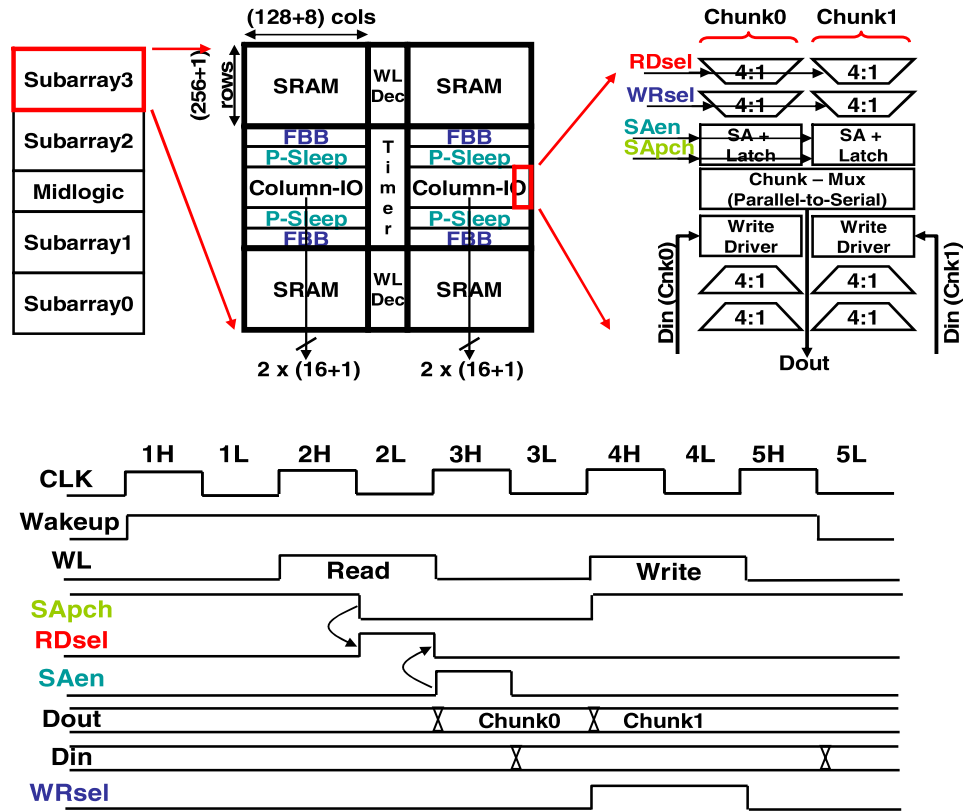 (128+8) cols
Chunk0 Chunk1
Subarray3
Subarray2
Midlogic
Subarray1
Subarray0
(256+1)
rows
SRAM
WL
Dec
SRAM
FBB
P-Sleep
Column-IO
P-Sleep
FBB
Timer
FBB
P-Sleep
Column-IO
P-Sleep
FBB
SRAM
WL
Dec
SRAM
2 x (16+1)
2 x (16+1)
RDsel
4:1 4:1
WRsel
4:1 4:1
SAen
SApch
SA +
Latch
SA +
Latch
Chunk – Mux
(Parallel-to-Serial)
Write
Driver
Write
Driver
4:1 4:1
4:1 4:1
Din (Cnk0)
Din (Cnk1)
Dout
1H 1L 2H 2L 3H 3L 4H 4L 5H 5L
CLK
Wakeup
WL Read Write
SApch
RDsel
SAen
Dout Chunk0 Chunk1
Din
WRsel